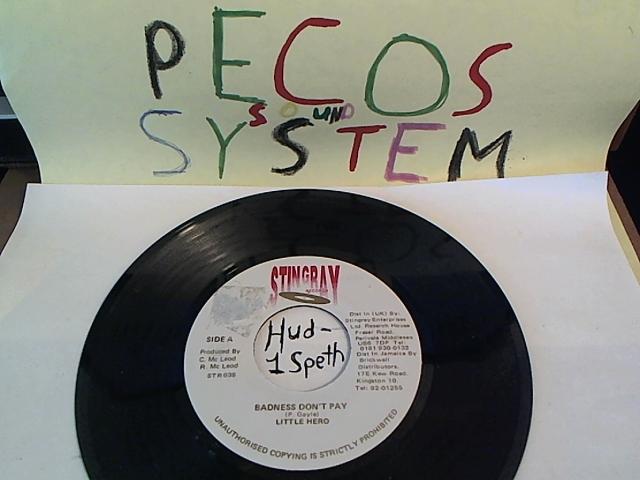 PECOS
SOUND
SYSTEM
STINGRAY
RECORDS
SIDE A
Produced By
C. Mc Leod
R. Mc Leod
STR 038
Hud-
1 Speth
Dist In (UK) By:
Stingray Enterprises
Ltd. Reserch House
Fraser Road.
Perivale Middlesex
UB6 7DP Tel:
0181 930 0132
Dist In Jamaica By
Brickwall
Distributors.
17E Kew Road.
Kingston 10.
Tel: 92-01255
BADNESS DON'T PAY
(P. Gayle)
LITTLE HERO
UNAUTHORISED COPYING IS STRICTLY PROHIBITED